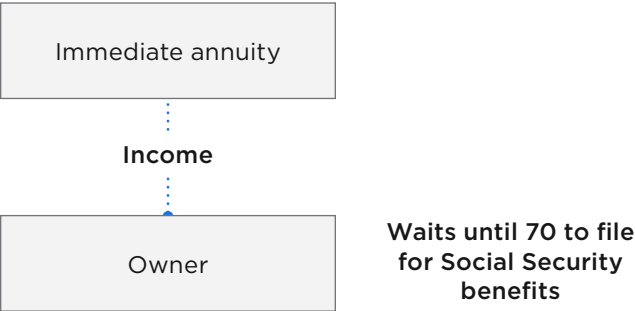 Immediate annuity
Income
Owner
Waits until 70 to file
for Social Security
benefits